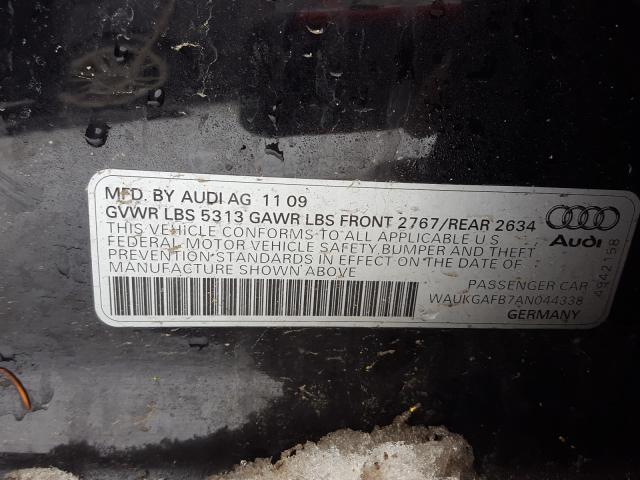 MFD. BY AUDI AG 11 09
GVWR LBS 5313 GAWR LBS FRONT 2767/REAR 2634
THIS VEHICLE CONFORMS TO ALL APPLICABLE U S
FEDERAL MOTOR VEHICLE SAFETY BUMPER AND THEFT
PREVENTION STANDARDS IN EFFECT ON THE DATE OF
MANUFACTURE SHOWN ABOVE
PASSENGER CAR
WAUKGAFB7AN044338
GERMANY
Audi
4942158